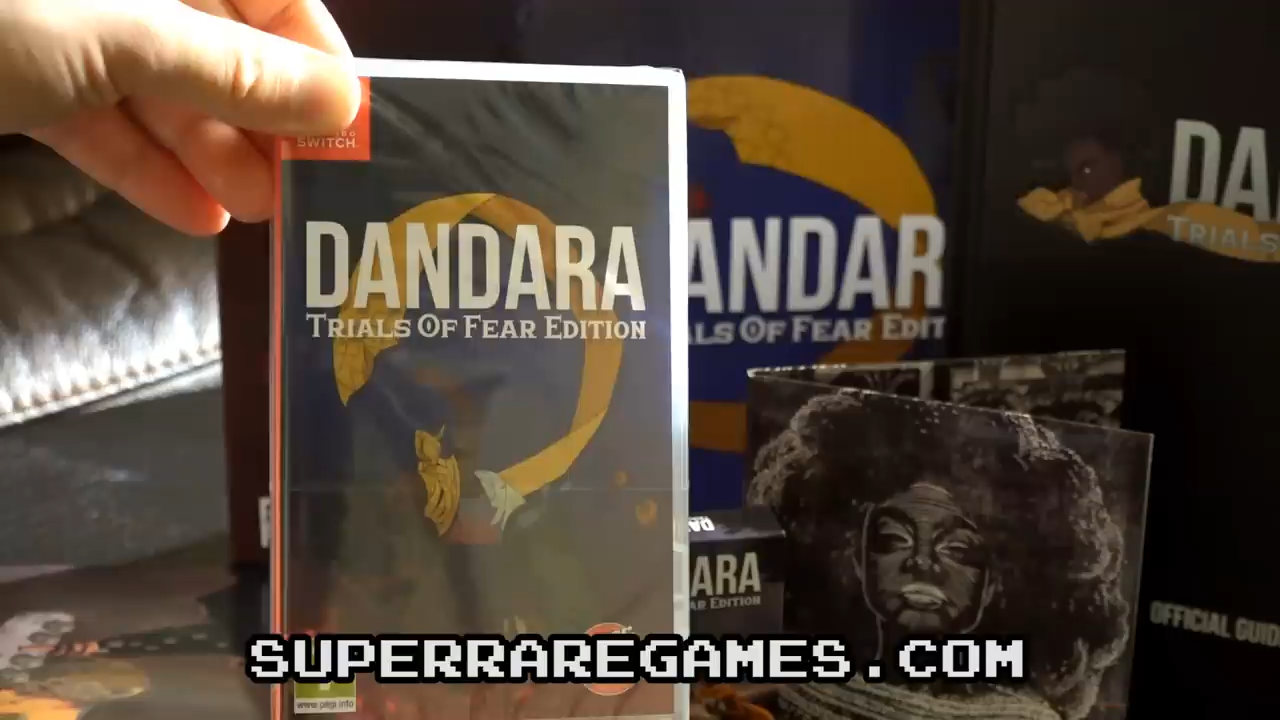 SWITCH
DANDARA
TRIALS OF FEAR EDITION
ANDAR
ALS OF FEAR EDIT
DA
TRIALS
ARA
AR EDITION
OFFICIAL GUID
SUPERRAREGAMES.COM
www.pegi.info